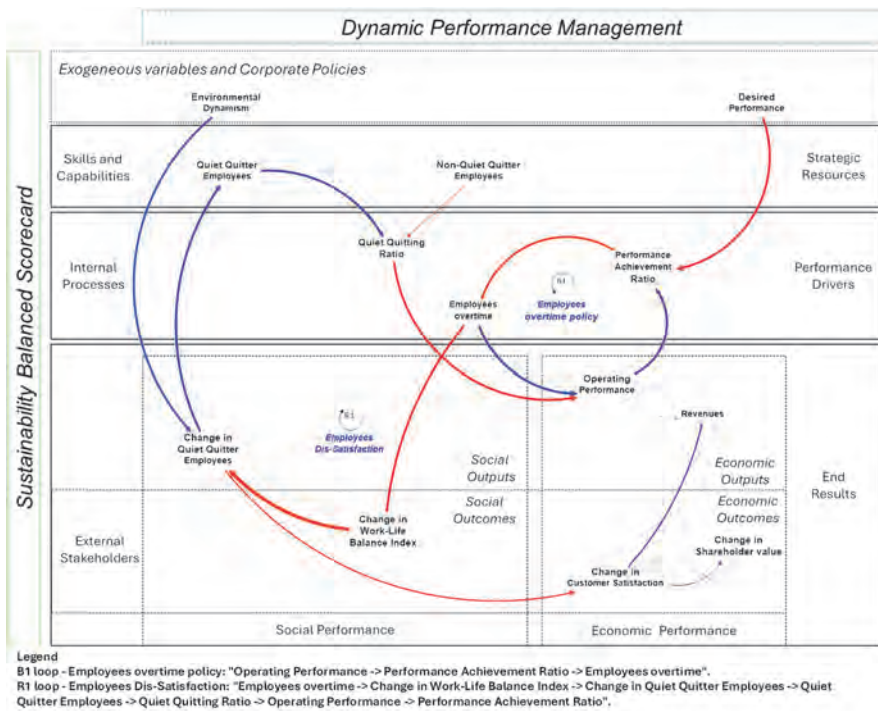 Dynamic Performance Management
Sustainability Balanced Scorecard
Exogeneous variables and Corporate Policies
Environmental
Dynamism
Desired
Performance
Skills and
Capabilities
Quiet Quitter
Employees
Non-Quiet Quitter
Employees
Strategic
Resources
Quiet Quitting
Ratio
Internal
Processes
Performance
Achievement
Ratio
Performance
Drivers
Employees
overtime
B1
Employees
overtime policy
Operating
Performance
Revenues
R1
Employees
Dis-Satisfaction
Change in
Quiet Quitter
Employees
Social
Outputs
Economic
Outputs
End
Results
Social
Outcomes
Economic
Outcomes
Change in
Work-Life
Balance Index
External
Stakeholders
Change in
Shareholder value
Change in
Customer Satisfaction
Social Performance
Economic Performance
Legend
B1 loop - Employees overtime policy: "Operating Performance -> Performance Achievement Ratio -> Employees overtime".
R1 loop - Employees Dis-Satisfaction: "Employees overtime -> Change in Work-Life Balance Index -> Change in Quiet Quitter Employees -> Quiet
Quitter Employees -> Quiet Quitting Ratio -> Operating Performance -> Performance Achievement Ratio".